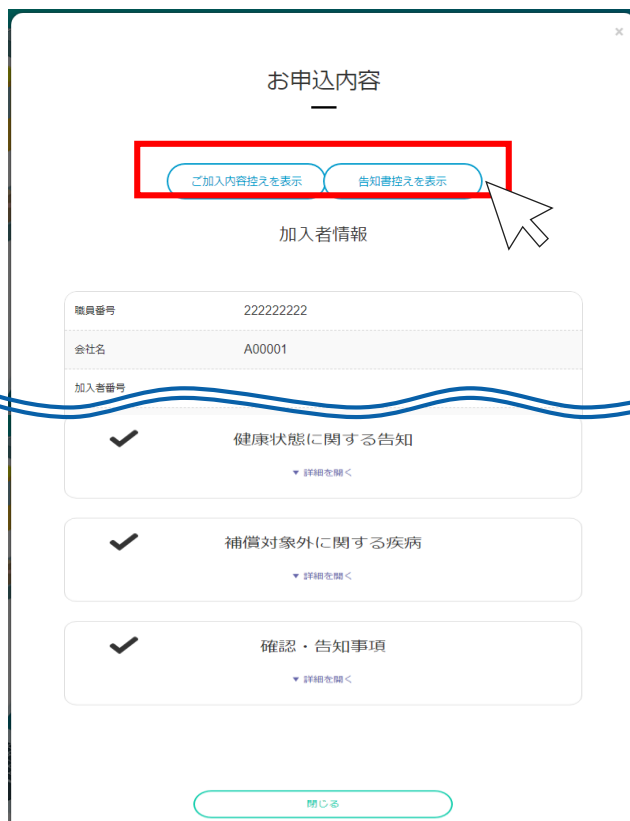 ×
お申込内容
ご加入内容控えを表示 告知書控えを表示
加入者情報
職員番号 222222222
会社名 A00001
加入者番号
健康状態に関する告知
▼ 詳細を開く
補償対象外に関する疾病
▼ 詳細を開く
確認・告知事項
▼ 詳細を開く
閉じる